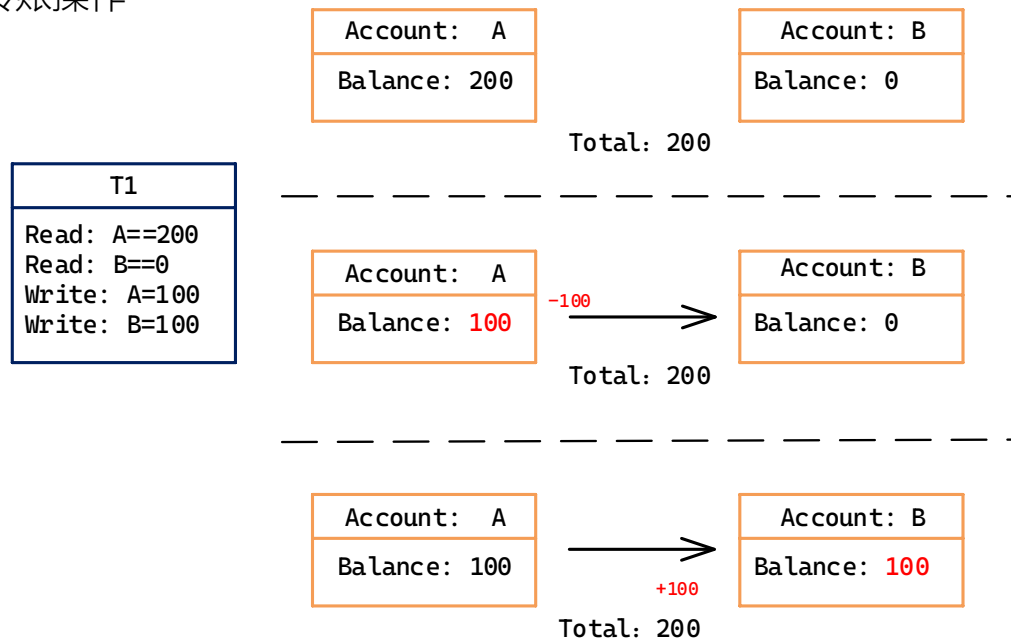 Account: A
Account: B
Balance: 200
Balance: 0
Total: 200
T1
Read: A==200
Read: B==0
Write: A=100
Write: B=100
Account: A
Account: B
Balance: 100
-100
Balance: 0
Total: 200
Account: A
Account: B
Balance: 100
+100
Balance: 100
Total: 200